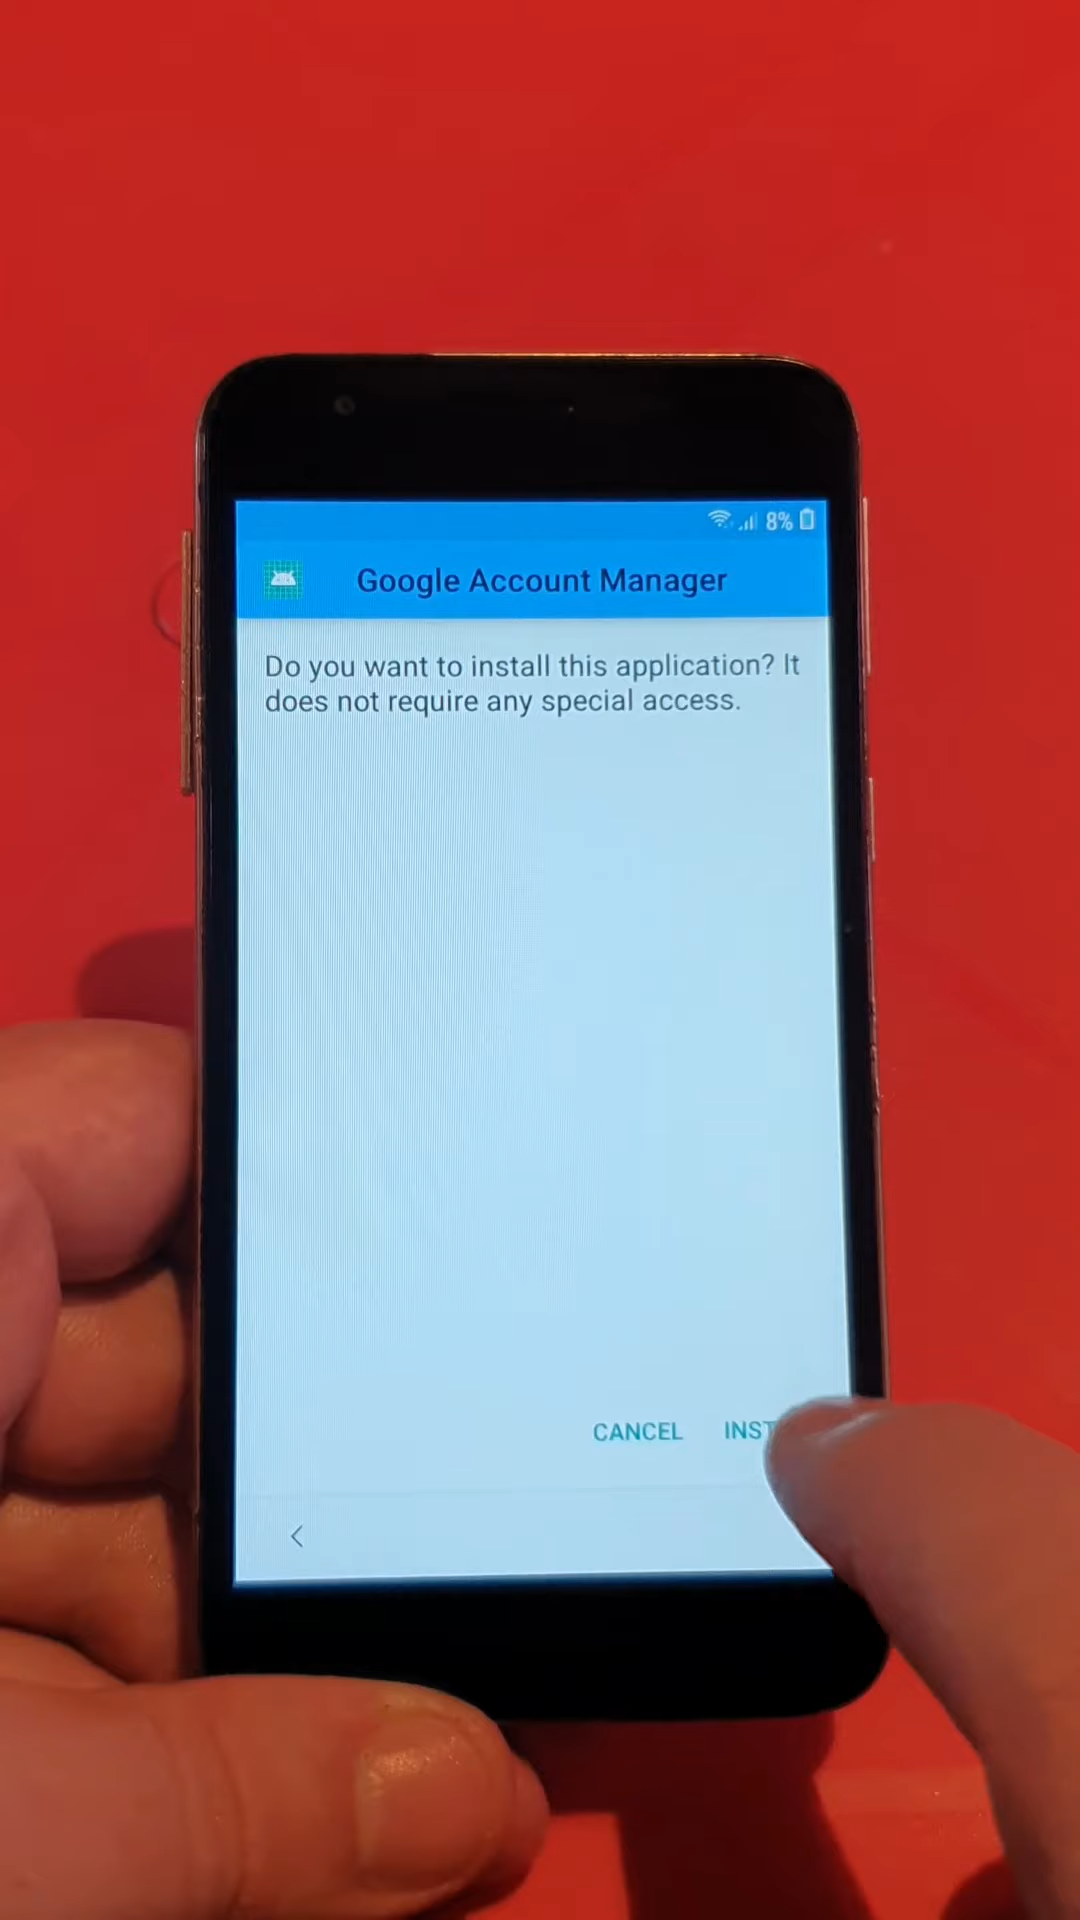 8%
Google Account Manager
Do you want to install this application? It
does not require any special access.
CANCEL INST